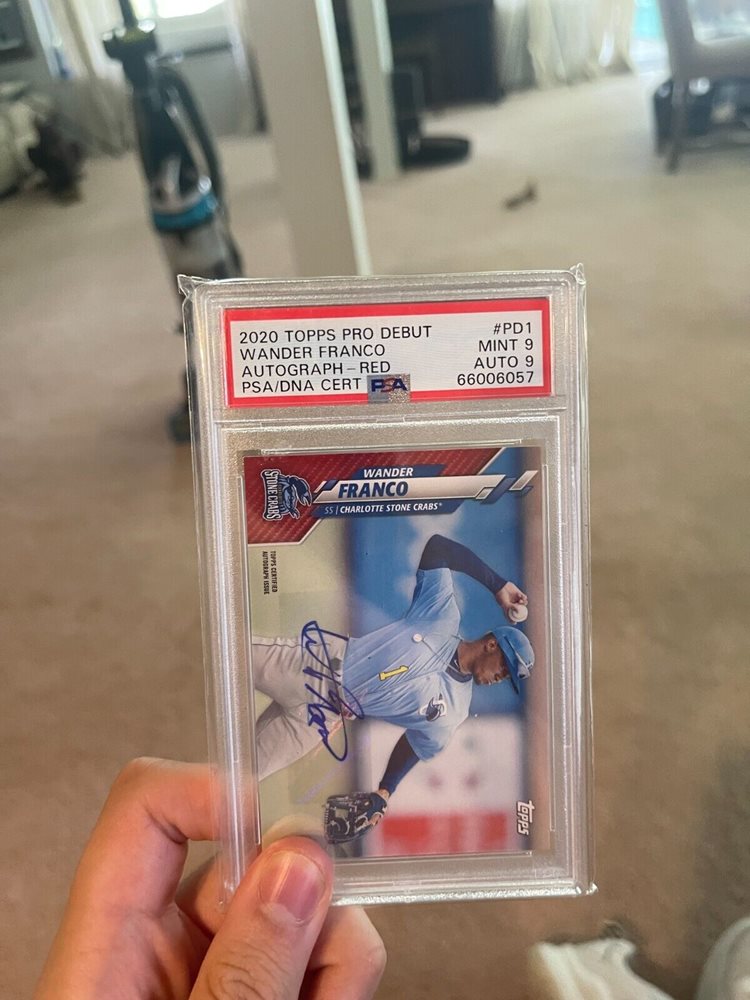 2020 TOPPS PRO DEBUT #PD1
WANDER FRANCO MINT 9
AUTOGRAPH - RED AUTO 9
PSA/DNA CERT PSA 66006057
WANDER
FRANCO
SS | CHARLOTTE STONE CRABS
STONE CRABS
TOPPS CERTIFIED
AUTOGRAPH ISSUE
1
topps